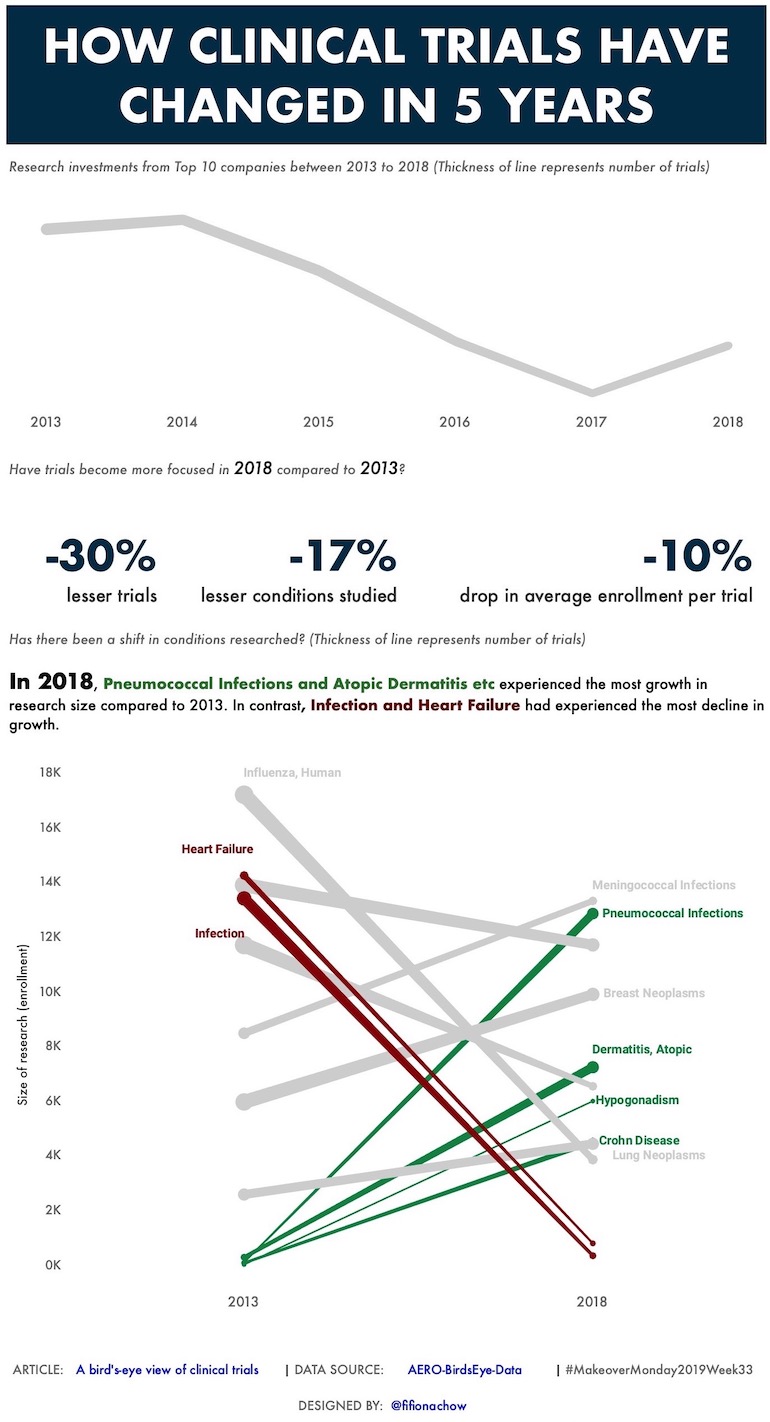 HOW CLINICAL TRIALS HAVE
CHANGED IN 5 YEARS
Research investments from Top 10 companies between 2013 to 2018 (Thickness of line represents number of trials)
2013 2014 2015 2016 2017 2018
Have trials become more focused in 2018 compared to 2013?
-30% -17% -10%
lesser trials lesser conditions studied drop in average enrollment per trial
Has there been a shift in conditions researched? (Thickness of line represents number of trials)
In 2018, Pneumococcal Infections and Atopic Dermatitis etc experienced the most growth in
research size compared to 2013. In contrast, Infection and Heart Failure had experienced the most decline in
growth.
18K
Influenza, Human
16K
Heart Failure
14K
Meningococcal Infections
Pneumococcal Infections
Infection
12K
Size of research (enrollment)
10K
Breast Neoplasms
8K
Dermatitis, Atopic
6K
Hypogonadism
4K
Crohn Disease
Lung Neoplasms
2K
0K
2013 2018
ARTICLE: A bird's-eye view of clinical trials | DATA SOURCE: AERO-BirdsEye-Data | #MakeoverMonday2019Week33
DESIGNED BY: @fifionachow